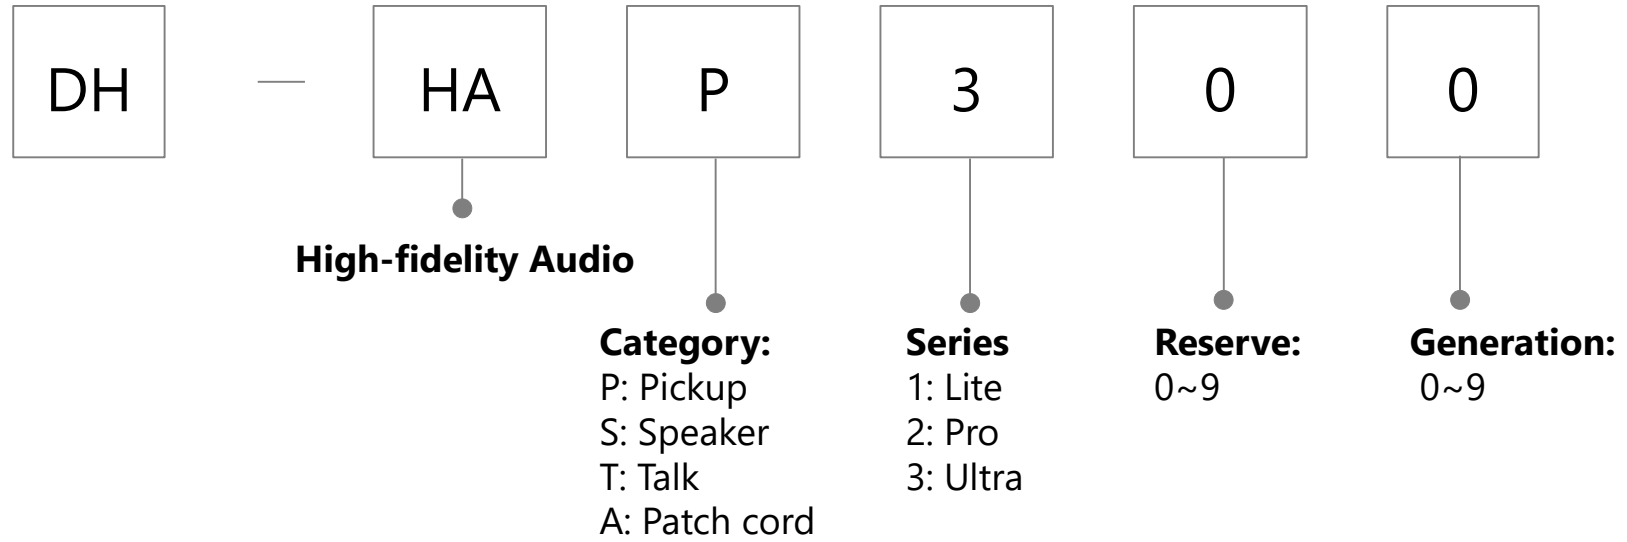 DH — HA P 3 0 0
High-fidelity Audio
Category:
P: Pickup
S: Speaker
T: Talk
A: Patch cord
Series
1: Lite
2: Pro
3: Ultra
Reserve:
0~9
Generation:
0~9